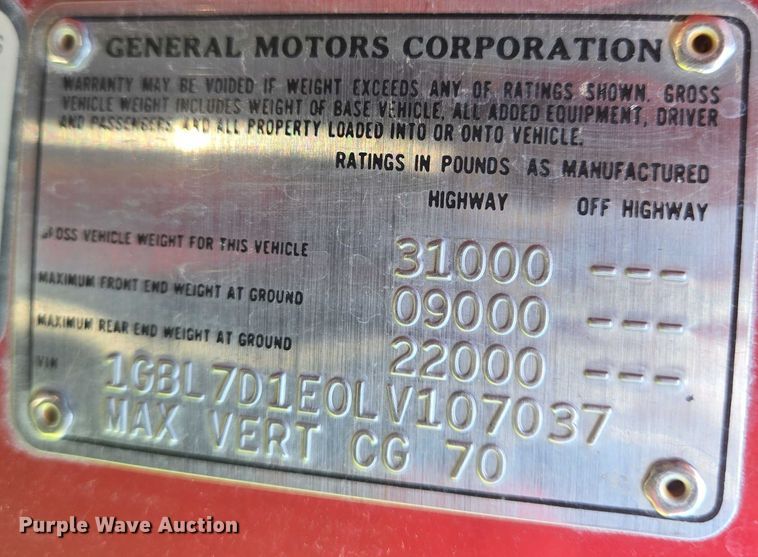 GENERAL MOTORS CORPORATION
WARRANTY MAY BE VOIDED IF WEIGHT EXCEEDS ANY OF RATINGS SHOWN. GROSS
VEHICLE WEIGHT INCLUDES WEIGHT OF BASE VEHICLE, ALL ADDED EQUIPMENT, DRIVER
AND PASSENGERS AND ALL PROPERTY LOADED INTO OR ONTO VEHICLE.
RATINGS IN POUNDS AS MANUFACTURED
HIGHWAY OFF HIGHWAY
GROSS VEHICLE WEIGHT FOR THIS VEHICLE 31000 ---
MAXIMUM FRONT END WEIGHT AT GROUND 09000 ---
MAXIMUM REAR END WEIGHT AT GROUND 22000 ---
VIN 1GBL7D1E0LV107037
MAX VERT CG 70
Purple Wave Auction